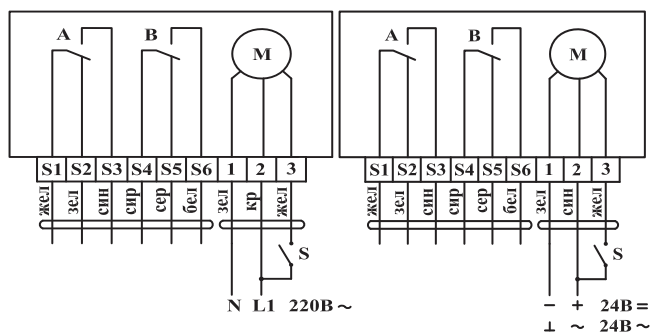 A B M A B M
S1 S2 S3 S4 S5 S6 1 2 3 S1 S2 S3 S4 S5 S6 1 2 3
жел зел син сир сер бел зел кр жел жел зел син сир сер бел зел син жел
S S
N L1 220В ~ − + 24В =
⊥ ~ 24В ~